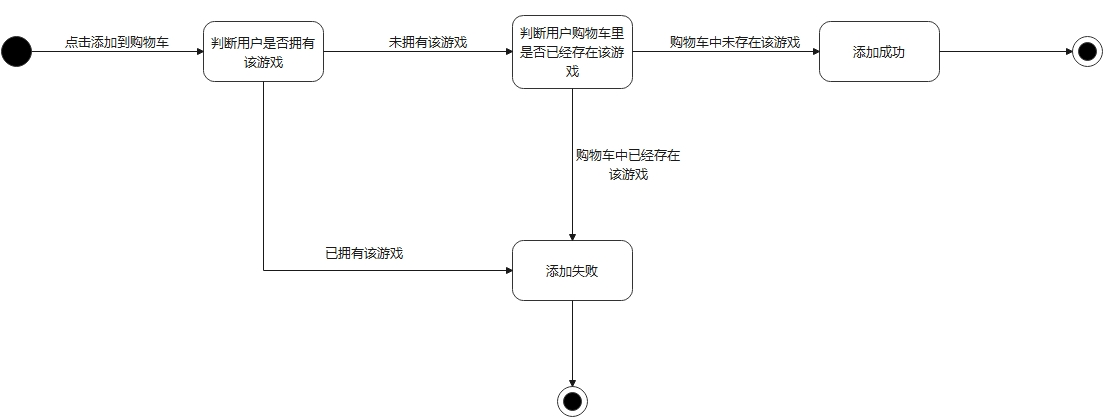 点击添加到购物车
判断用户是否拥有
该游戏
未拥有该游戏
判断用户购物车里
是否已经存在该游
戏
购物车中未存在该游戏
添加成功
购物车中已经存在
该游戏
已拥有该游戏
添加失败